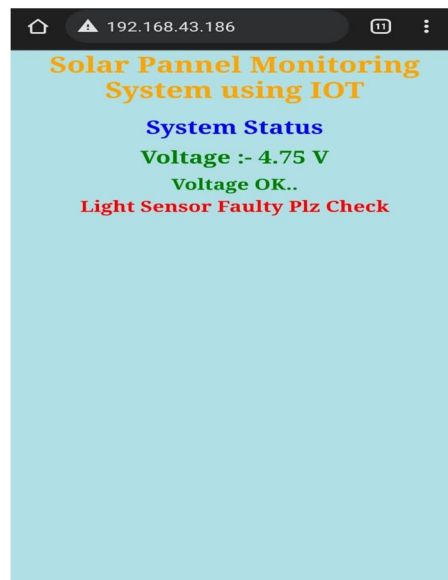 192.168.43.186
11
Solar Pannel Monitoring
System using IOT
System Status
Voltage :- 4.75 V
Voltage OK..
Light Sensor Faulty Plz Check